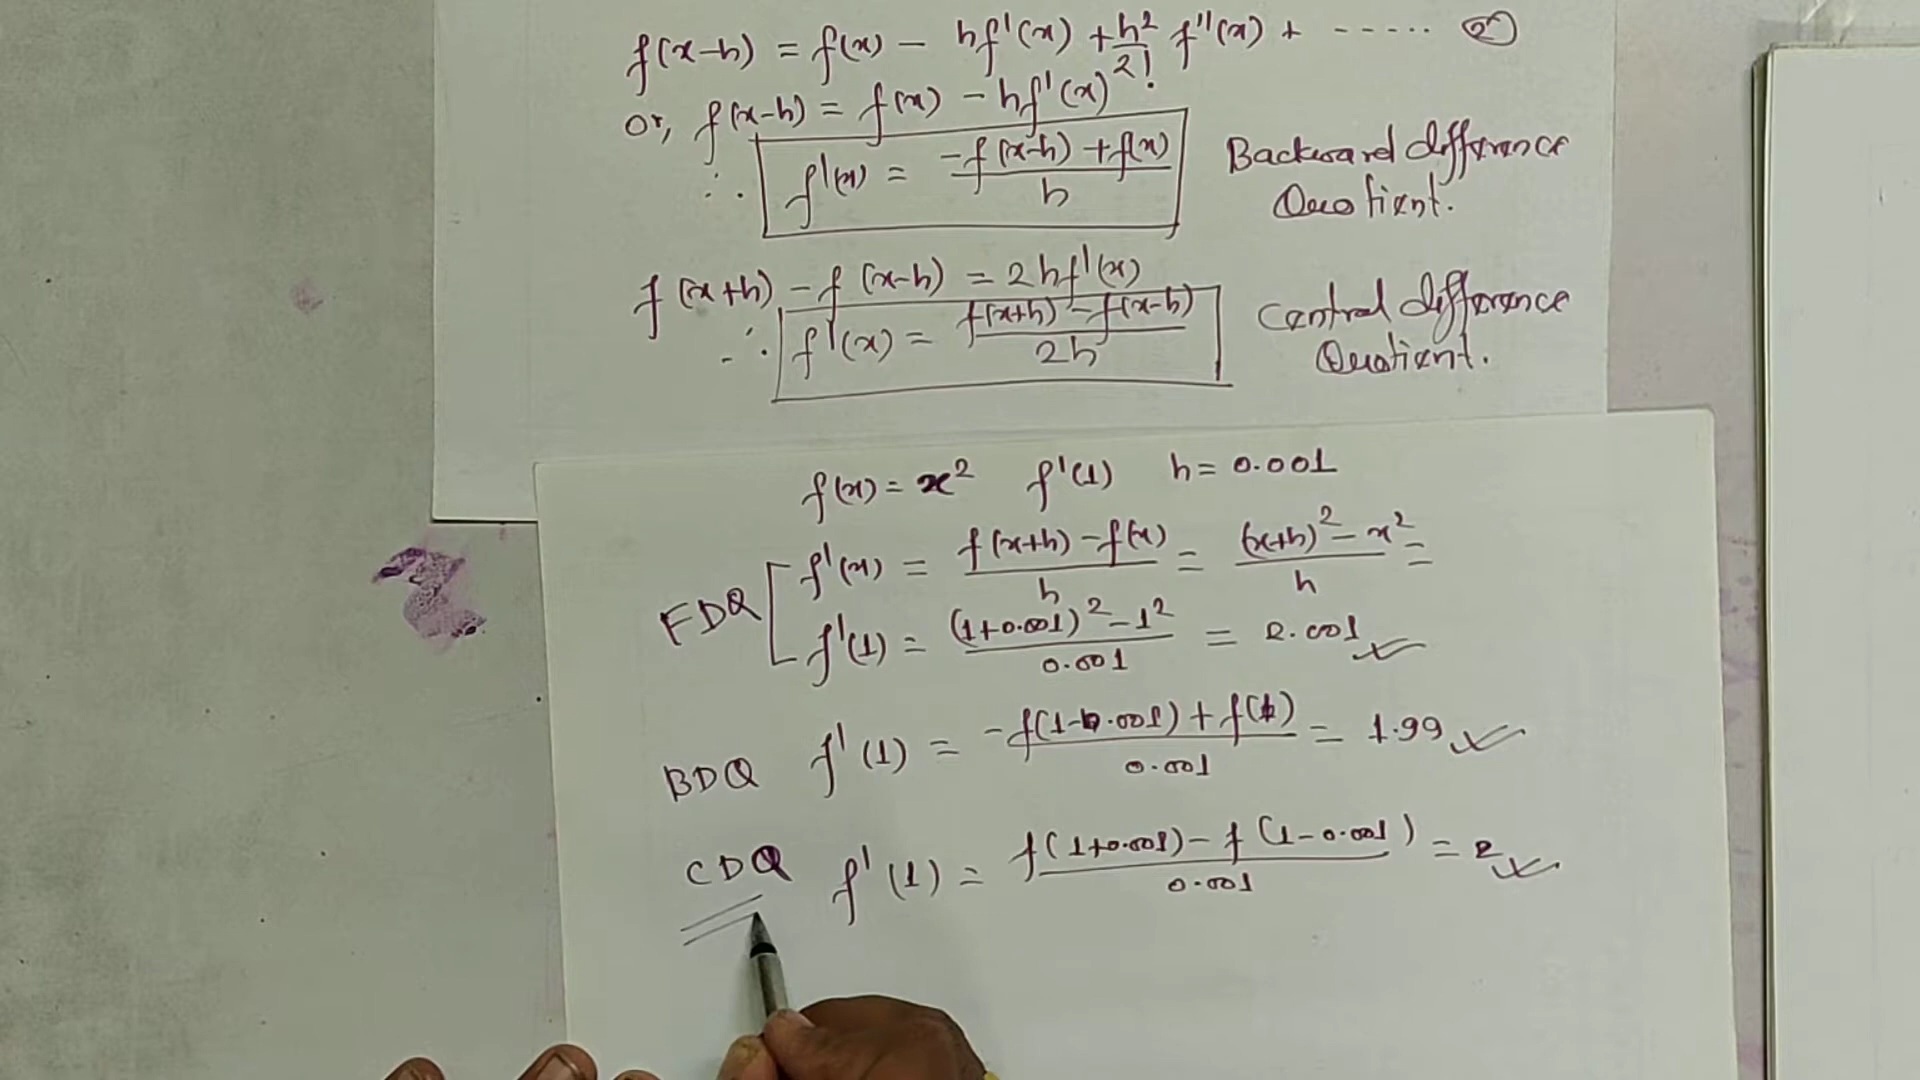 f(x-h) = f(x) - hf'(x) + h²/2! f''(x) + ------ ②
or, f(x-h) = f(x) - hf'(x)
∴ f'(x) = (-f(x-h) + f(x))/h Backward difference
Quotient.
f(x+h) - f(x-h) = 2hf'(x)
∴ f'(x) = (f(x+h) - f(x-h))/2h Central difference
Quotient.
f(x) = x² f'(1) h = 0.001
FDQ f'(x) = (f(x+h) - f(x))/h = ((x+h)² - x²)/h =
f'(1) = ((1+0.001)² - 1²)/0.001 = 2.001
BDQ f'(1) = (-f(1-0.001) + f(1))/0.001 = 1.99
CDQ f'(1) = (f(1+0.001) - f(1-0.001))/0.001 = 2